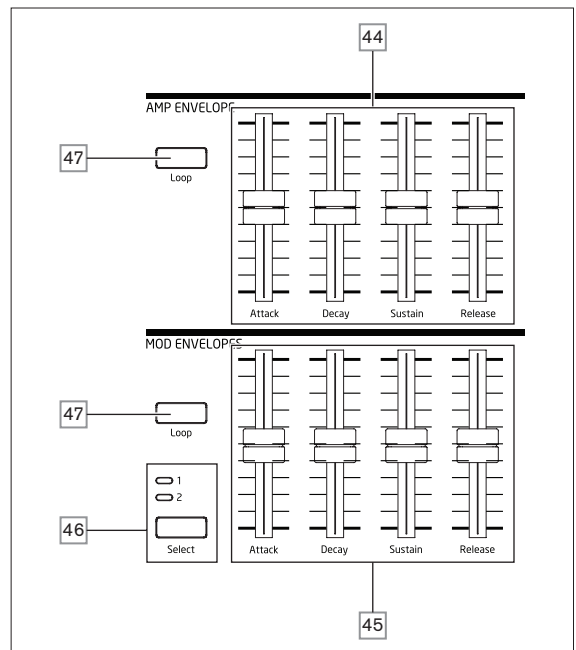 44
AMP ENVELOPE
47
Loop
Attack Decay Sustain Release
MOD ENVELOPES
47
Loop
1
2
46
Select
Attack Decay Sustain Release
45